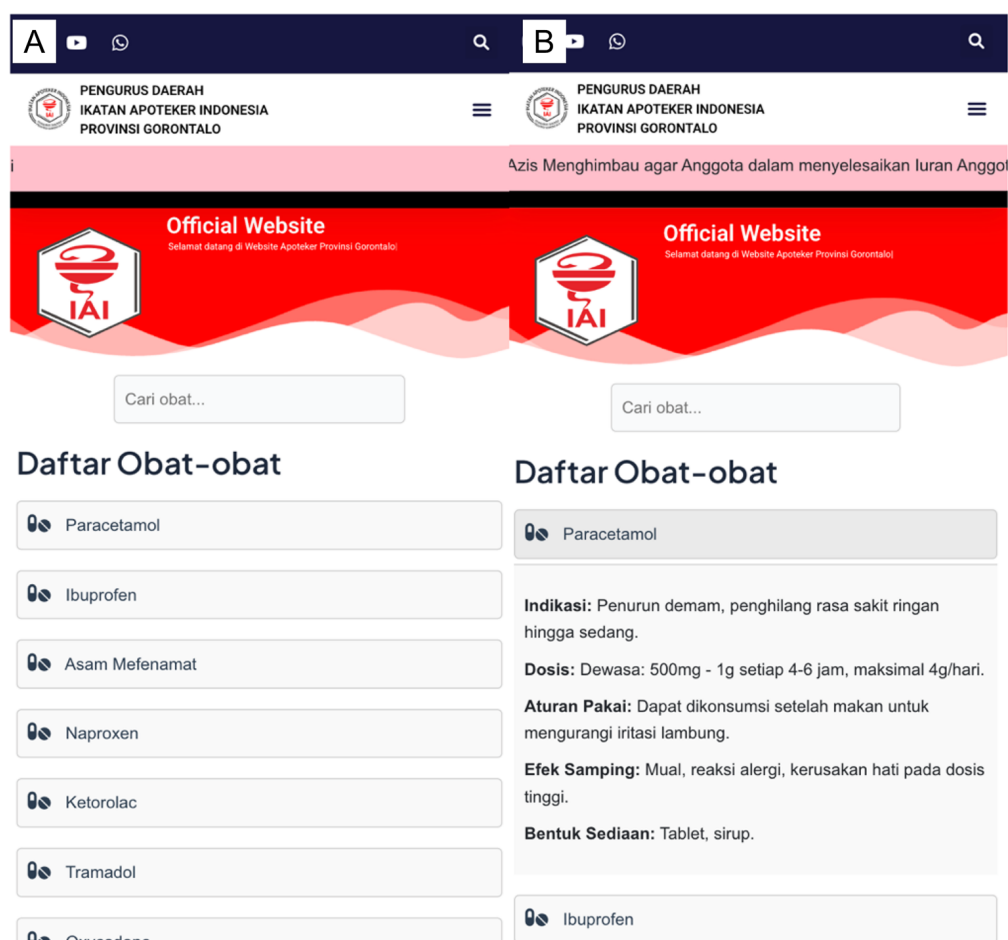 A
PENGURUS DAERAH
IKATAN APOTEKER INDONESIA
PROVINSI GORONTALO
i
IAI
Official Website
Selamat datang di Website Apoteker Provinsi Gorontalo|
Cari obat...
Daftar Obat-obat
Paracetamol
Ibuprofen
Asam Mefenamat
Naproxen
Ketorolac
Tramadol
B
PENGURUS DAERAH
IKATAN APOTEKER INDONESIA
PROVINSI GORONTALO
Azis Menghimbau agar Anggota dalam menyelesaikan Iuran Anggot
IAI
Official Website
Selamat datang di Website Apoteker Provinsi Gorontalo|
Cari obat...
Daftar Obat-obat
Paracetamol
Indikasi: Penurun demam, penghilang rasa sakit ringan
hingga sedang.
Dosis: Dewasa: 500mg - 1g setiap 4-6 jam, maksimal 4g/hari.
Aturan Pakai: Dapat dikonsumsi setelah makan untuk
mengurangi iritasi lambung.
Efek Samping: Mual, reaksi alergi, kerusakan hati pada dosis
tinggi.
Bentuk Sediaan: Tablet, sirup.
Ibuprofen